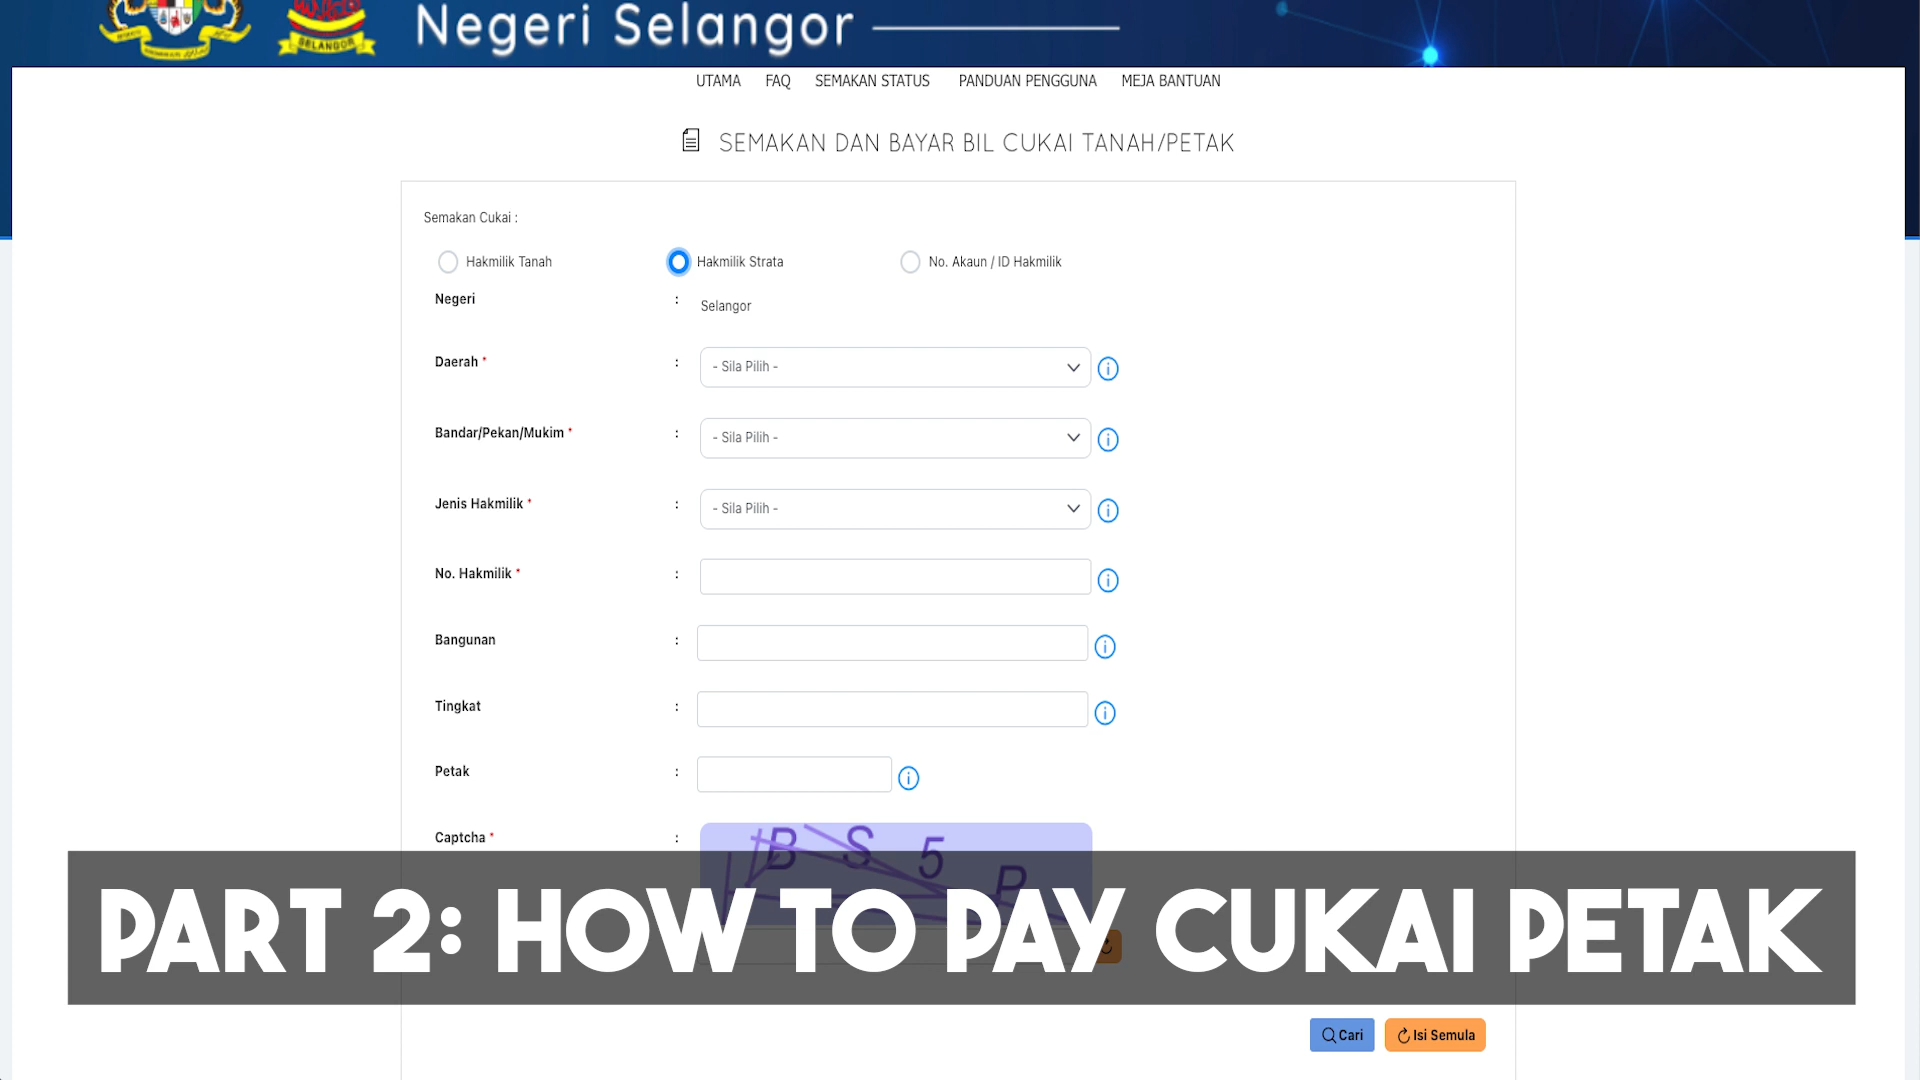 Negeri Selangor
SELANGOR
UTAMA FAQ SEMAKAN STATUS PANDUAN PENGGUNA MEJA BANTUAN
SEMAKAN DAN BAYAR BIL CUKAI TANAH/PETAK
Semakan Cukai :
Hakmilik Tanah Hakmilik Strata No. Akaun / ID Hakmilik
Negeri : Selangor
Daerah * : - Sila Pilih -
Bandar/Pekan/Mukim * : - Sila Pilih -
Jenis Hakmilik * : - Sila Pilih -
No. Hakmilik * :
Bangunan :
Tingkat :
Petak :
Captcha * : B S 5 P
PART 2: HOW TO PAY CUKAI PETAK
Cari Isi Semula